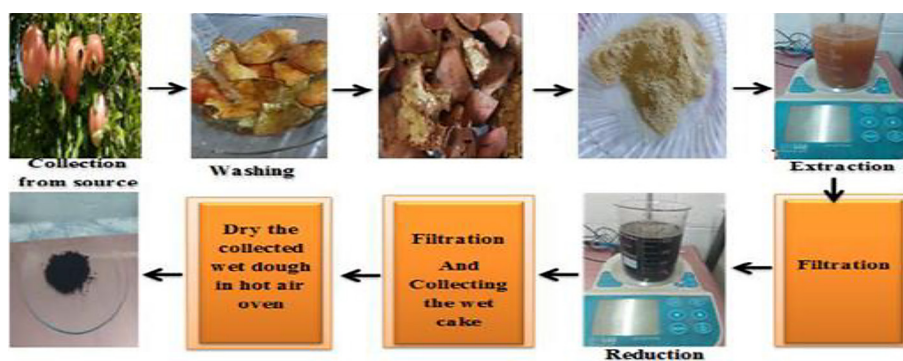 Collection
from source
Washing
Extraction
Dry the
collected
wet dough
in hot air
oven
Filtration
And
Collecting
the wet
cake
Filtration
Reduction